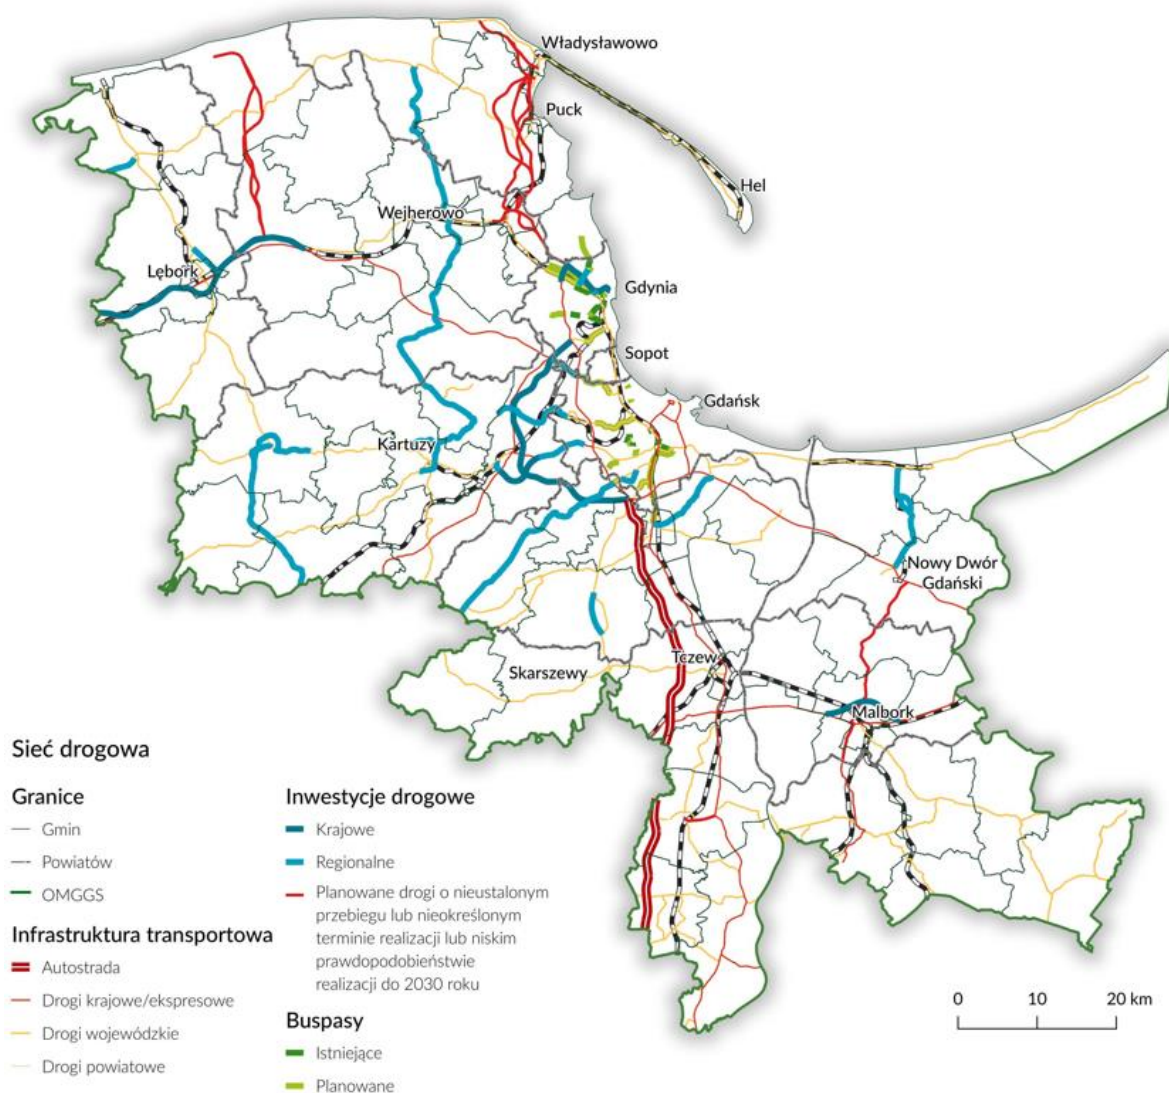 Władysławowo
Puck
Hel
Wejherowo
Lębork
Gdynia
Sopot
Gdańsk
Kartuzy
Nowy Dwór
Gdański
Tczew
Skarszewy
Malbork
Sieć drogowa
Granice
Gmin
Powiatów
OMGGS
Infrastruktura transportowa
Autostrada
Drogi krajowe/ekspresowe
Drogi wojewódzkie
Drogi powiatowe
Inwestycje drogowe
Krajowe
Regionalne
Planowane drogi o nieustalonym
przebiegu lub nieokreślonym
terminie realizacji lub niskim
prawdopodobieństwie
realizacji do 2030 roku
Buspasy
Istniejące
Planowane
0 10 20 km